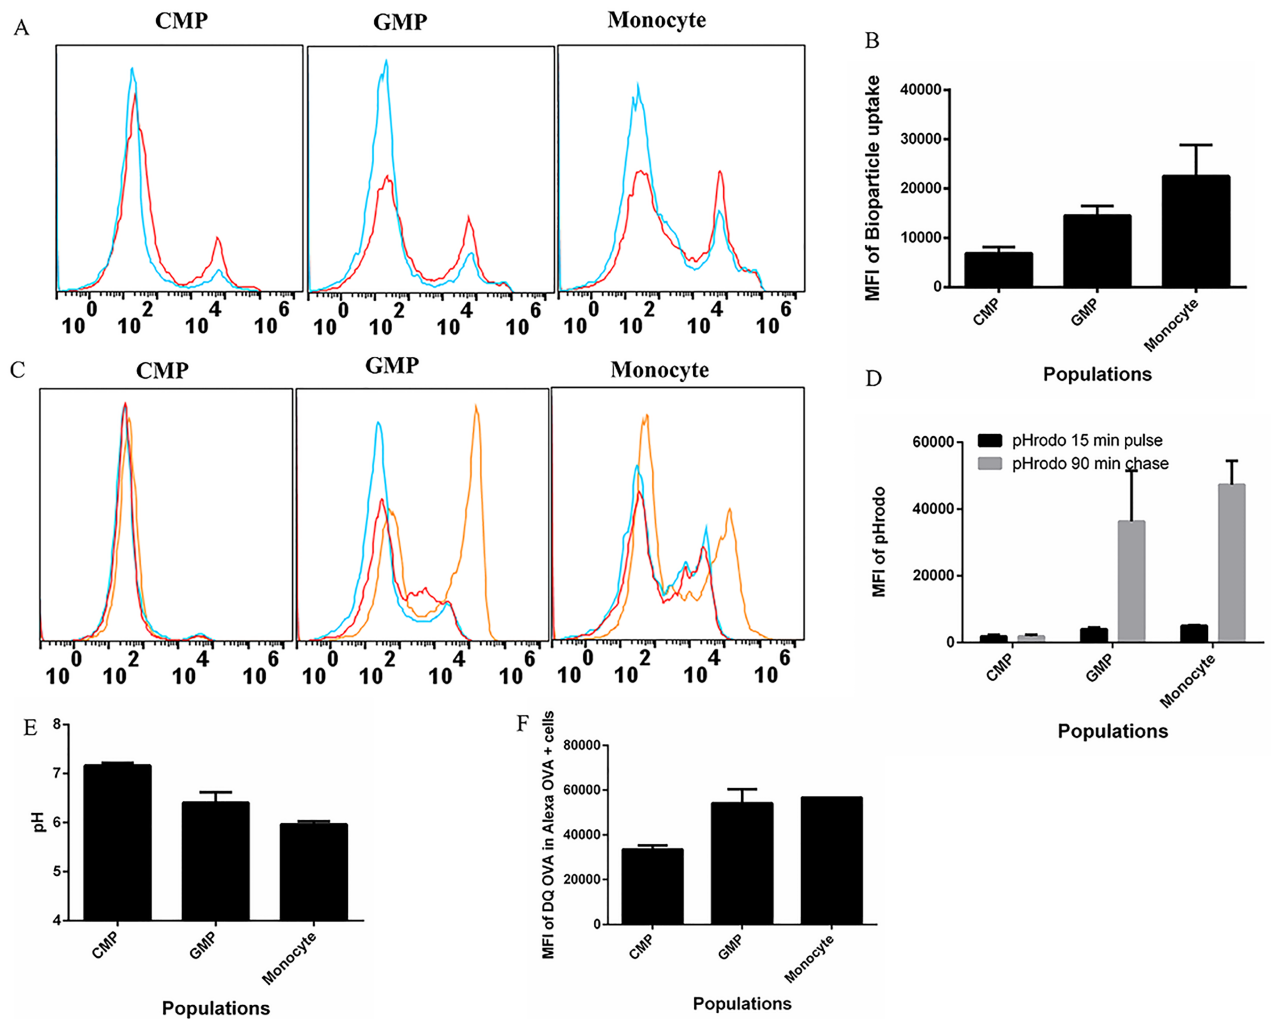 A
CMP
GMP
Monocyte
10 0 10 2 10 4 10 6
10 0 10 2 10 4 10 6
10 0 10 2 10 4 10 6
B
MFI of Bioparticle uptake
40000
30000
20000
10000
0
CMP
GMP
Monocyte
Populations
C
CMP
GMP
Monocyte
10 0 10 2 10 4 10 6
10 0 10 2 10 4 10 6
10 0 10 2 10 4 10 6
D
pHrodo 15 min pulse
pHrodo 90 min chase
MFI of pHrodo
60000
40000
20000
0
CMP
GMP
Monocyte
Populations
E
pH
8
7
6
5
4
CMP
GMP
Monocyte
Populations
F
MFI of DQ OVA in Alexa OVA + cells
80000
60000
40000
20000
0
CMP
GMP
Monocyte
Populations